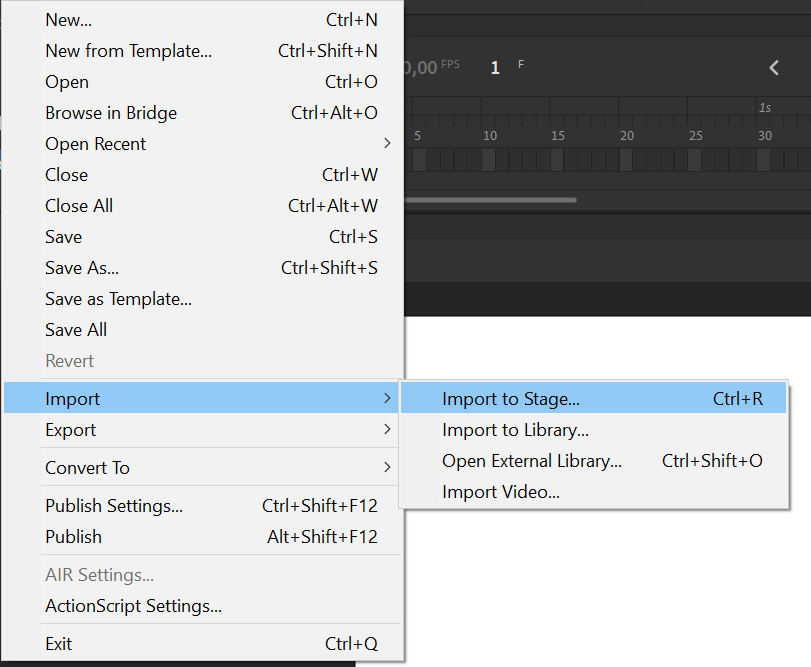 New... Ctrl+N
New from Template... Ctrl+Shift+N
Open Ctrl+O
Browse in Bridge Ctrl+Alt+O
Open Recent
Close Ctrl+W
Close All Ctrl+Alt+W
Save Ctrl+S
Save As... Ctrl+Shift+S
Save as Template...
Save All
Revert
Import
Export
Convert To
Publish Settings... Ctrl+Shift+F12
Publish Alt+Shift+F12
AIR Settings...
ActionScript Settings...
Exit Ctrl+Q
Import to Stage... Ctrl+R
Import to Library...
Open External Library... Ctrl+Shift+O
Import Video...
0,00 FPS 1 F
1s
5 10 15 20 25 30